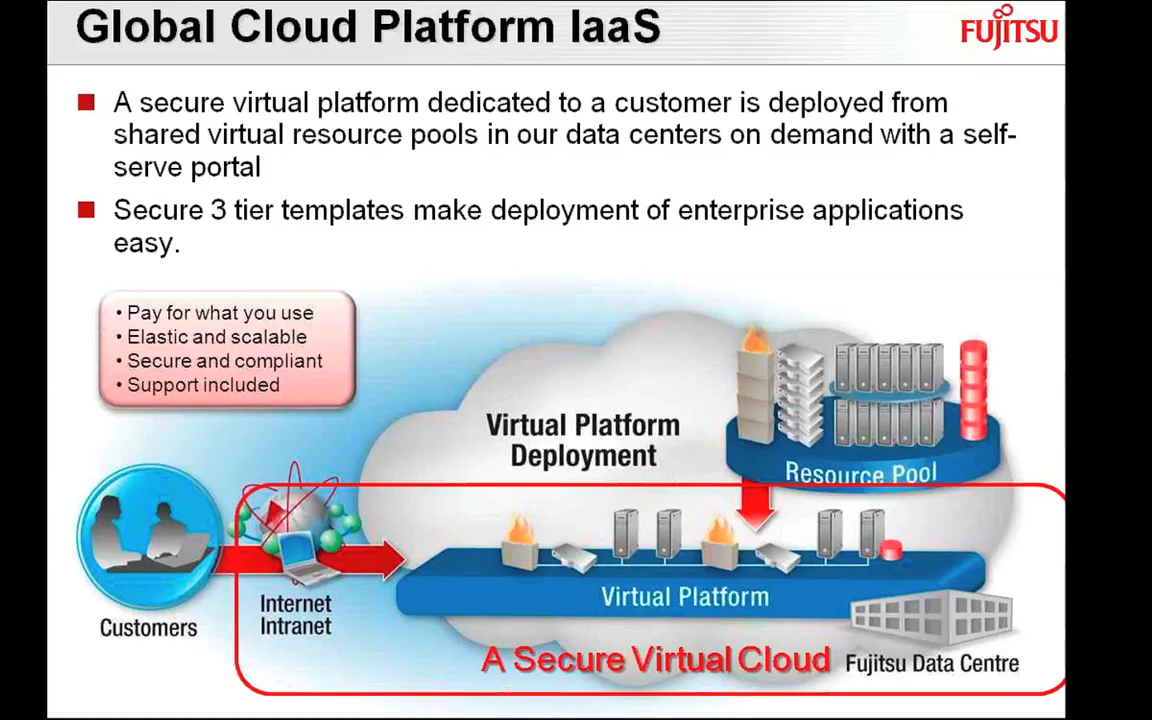 Global Cloud Platform IaaS
FUJITSU
A secure virtual platform dedicated to a customer is deployed from
shared virtual resource pools in our data centers on demand with a self-
serve portal
Secure 3 tier templates make deployment of enterprise applications
easy.
• Pay for what you use
• Elastic and scalable
• Secure and compliant
• Support included
Virtual Platform
Deployment
Resource Pool
Virtual Platform
Internet
Intranet
Customers
A Secure Virtual Cloud
Fujitsu Data Centre